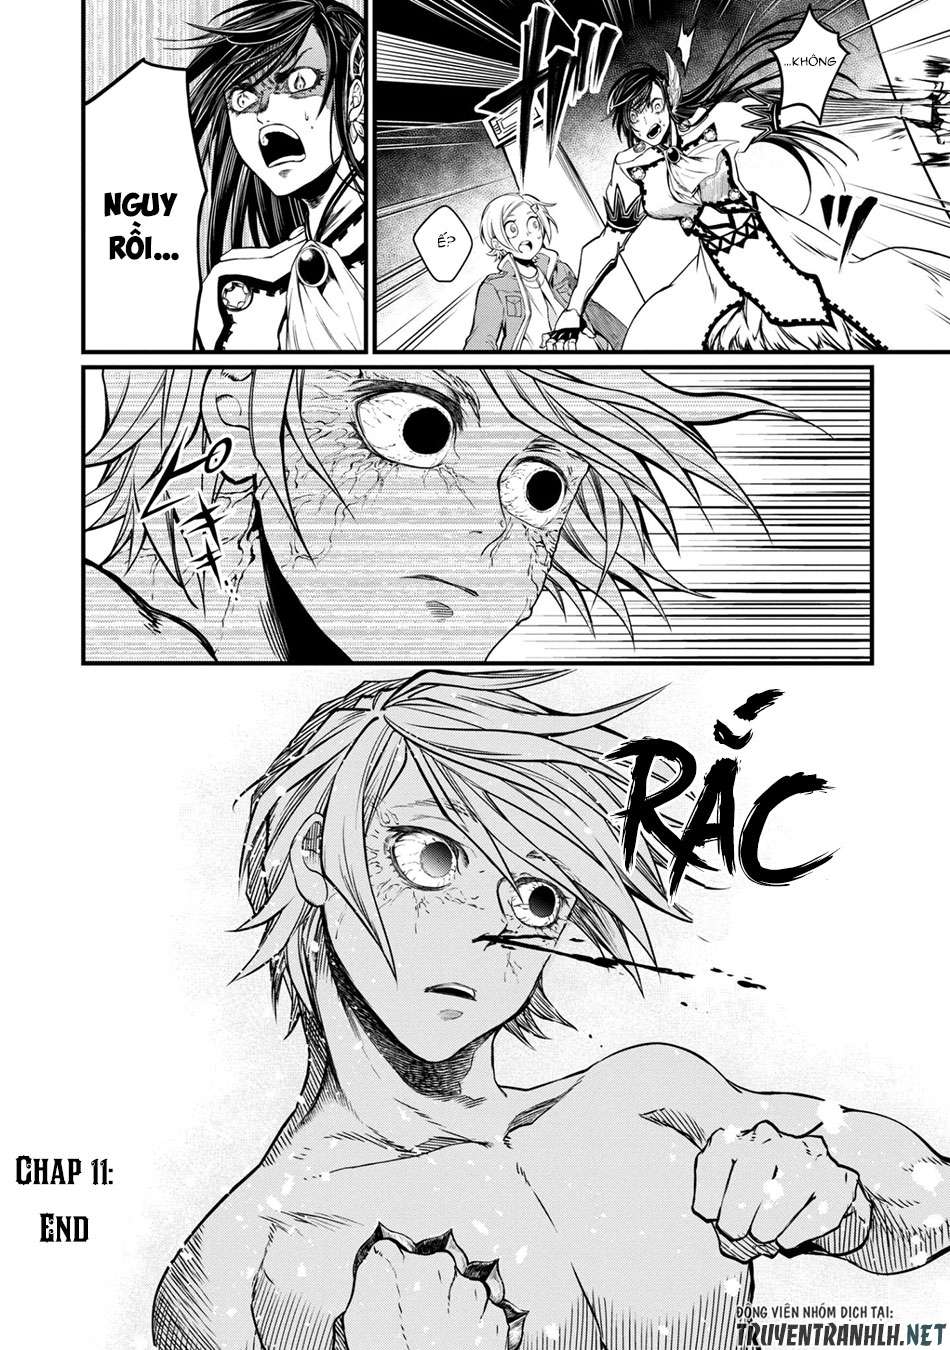 ...KHÔNG
Ế?
NGUY
RỒI...
RẮC
CHAP 11:
END
ĐỘNG VIÊN NHÓM DỊCH TẠI:
TRUYENTRANHLH.NET